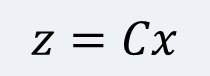 z = Cx